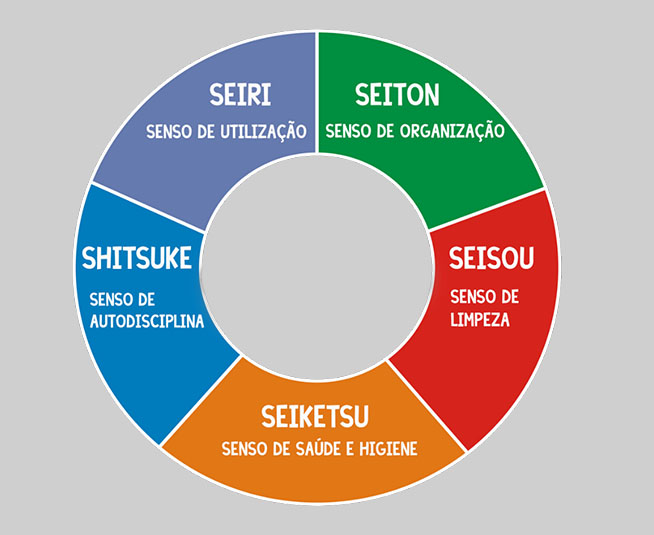 SEIRI
SENSO DE UTILIZAÇÃO
SEITON
SENSO DE ORGANIZAÇÃO
SEISOU
SENSO DE
LIMPEZA
SEIKETSU
SENSO DE SAÚDE E HIGIENE
SHITSUKE
SENSO DE
AUTODISCIPLINA